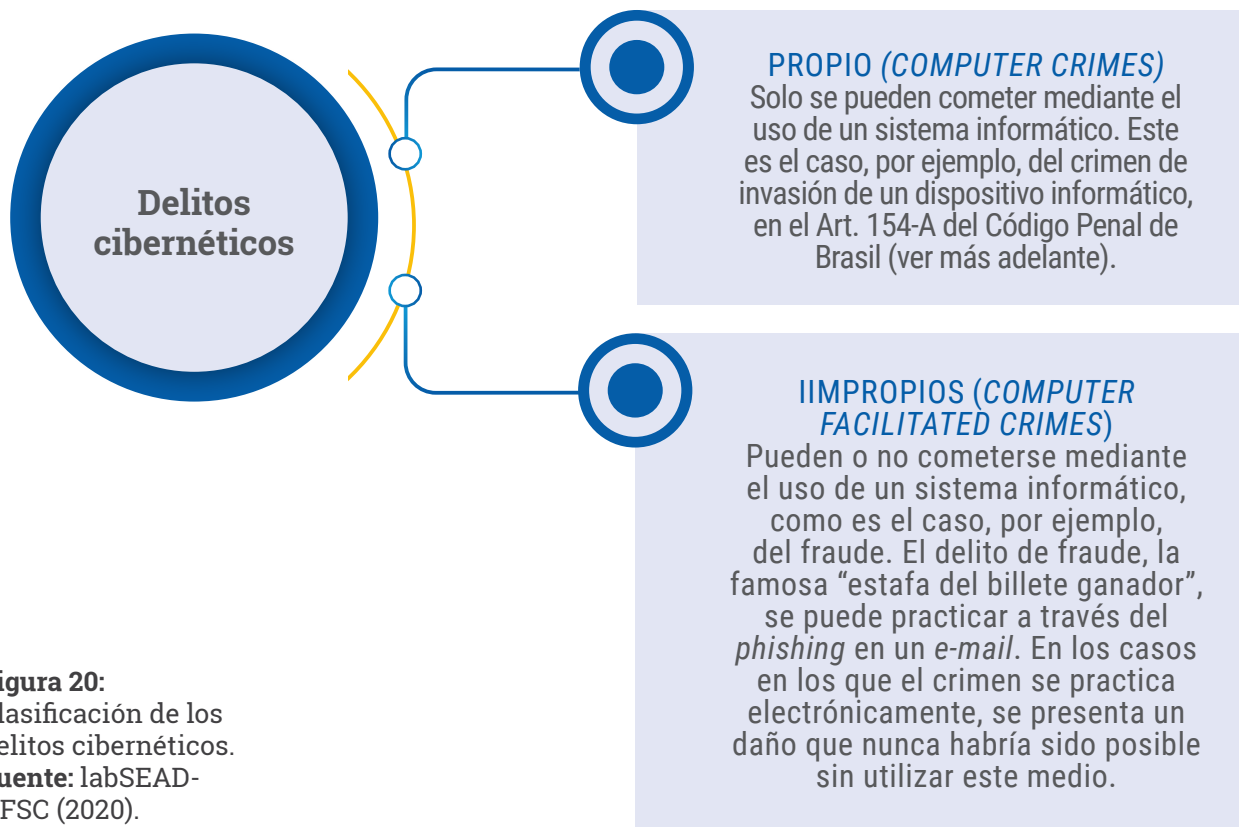 Delitos
cibernéticos
PROPIO (COMPUTER CRIMES)
Solo se pueden cometer mediante el
uso de un sistema informático. Este
es el caso, por ejemplo, del crimen de
invasión de un dispositivo informático,
en el Art. 154-A del Código Penal de
Brasil (ver más adelante).
IIMPROPIOS (COMPUTER
FACILITATED CRIMES)
Pueden o no cometerse mediante
el uso de un sistema informático,
como es el caso, por ejemplo,
del fraude. El delito de fraude, la
famosa “estafa del billete ganador”,
se puede practicar a través del
phishing en un e-mail. En los casos
en los que el crimen se practica
electrónicamente, se presenta un
daño que nunca habría sido posible
sin utilizar este medio.
igura 20:
lasificación de los
elitos cibernéticos.
uente: labSEAD-
FSC (2020).